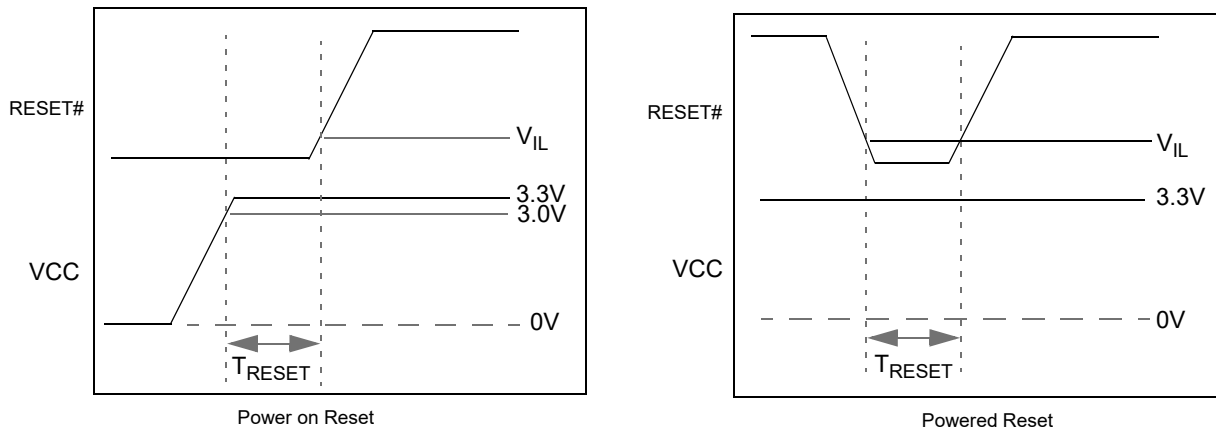 RESET#
VIL
3.3V
3.0V
VCC
0V
TRESET
Power on Reset
RESET#
VIL
3.3V
VCC
0V
TRESET
Powered Reset